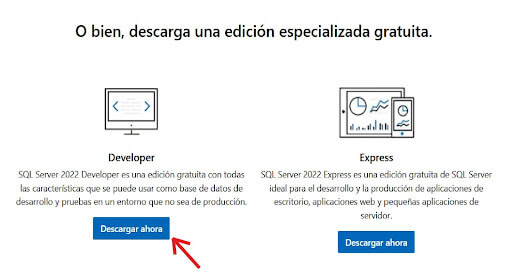 O bien, descarga una edición especializada gratuita.
Developer
SQL Server 2022 Developer es una edición gratuita con todas
las características que se puede usar como base de datos de
desarrollo y pruebas en un entorno que no sea de producción.
Descargar ahora
Express
SQL Server 2022 Express es una edición gratuita de SQL Server
ideal para el desarrollo y la producción de aplicaciones de
escritorio, aplicaciones web y pequeñas aplicaciones de
servidor.
Descargar ahora